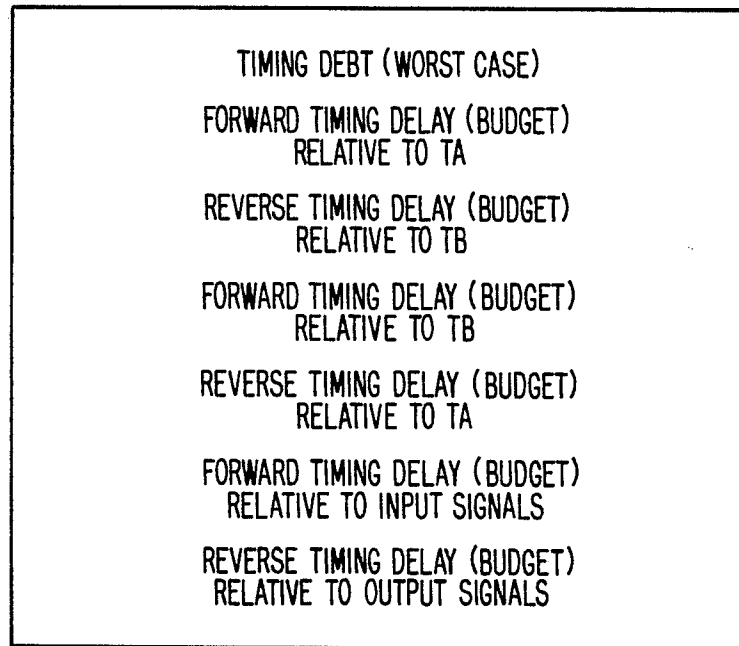 TIMING DEBT (WORST CASE)
FORWARD TIMING DELAY (BUDGET)
RELATIVE TO TA
REVERSE TIMING DELAY (BUDGET)
RELATIVE TO TB
FORWARD TIMING DELAY (BUDGET)
RELATIVE TO TB
REVERSE TIMING DELAY (BUDGET)
RELATIVE TO TA
FORWARD TIMING DELAY (BUDGET)
RELATIVE TO INPUT SIGNALS
REVERSE TIMING DELAY (BUDGET)
RELATIVE TO OUTPUT SIGNALS